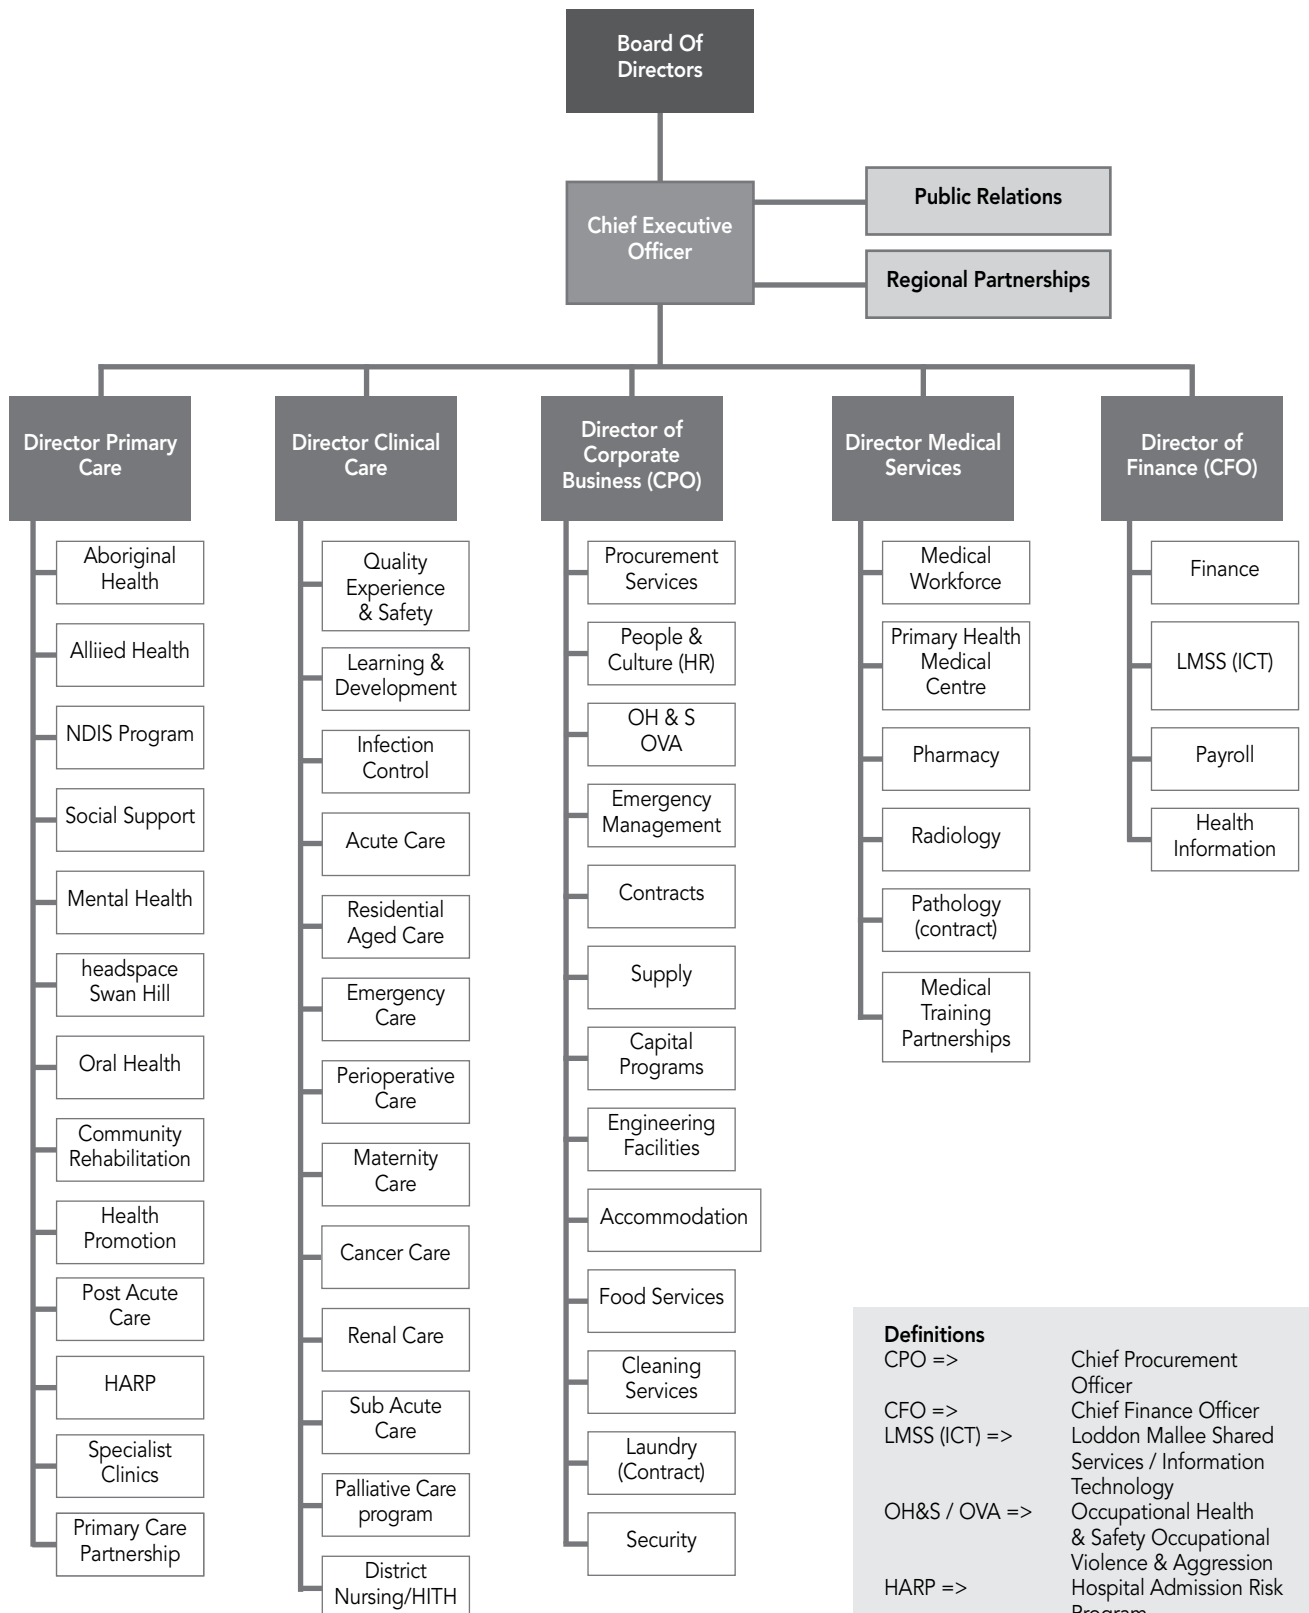 Board Of
Directors
Chief Executive
Officer
Public Relations
Regional Partnerships
Director Primary
Care
Aboriginal
Health
Alliied Health
NDIS Program
Social Support
Mental Health
headspace
Swan Hill
Oral Health
Community
Rehabilitation
Health
Promotion
Post Acute
Care
HARP
Specialist
Clinics
Primary Care
Partnership
Director Clinical
Care
Quality
Experience
& Safety
Learning &
Development
Infection
Control
Acute Care
Residential
Aged Care
Emergency
Care
Perioperative
Care
Maternity
Care
Cancer Care
Renal Care
Sub Acute
Care
Palliative Care
program
District
Nursing/HITH
Director of
Corporate
Business (CPO)
Procurement
Services
People &
Culture (HR)
OH & S
OVA
Emergency
Management
Contracts
Supply
Capital
Programs
Engineering
Facilities
Accommodation
Food Services
Cleaning
Services
Laundry
(Contract)
Security
Director Medical
Services
Medical
Workforce
Primary Health
Medical
Centre
Pharmacy
Radiology
Pathology
(contract)
Medical
Training
Partnerships
Director of
Finance (CFO)
Finance
LMSS (ICT)
Payroll
Health
Information
Definitions
CPO => Chief Procurement
Officer
CFO => Chief Finance Officer
LMSS (ICT) => Loddon Mallee Shared
Services / Information
Technology
OH&S / OVA => Occupational Health
& Safety Occupational
Violence & Aggression
HARP => Hospital Admission Risk
Program